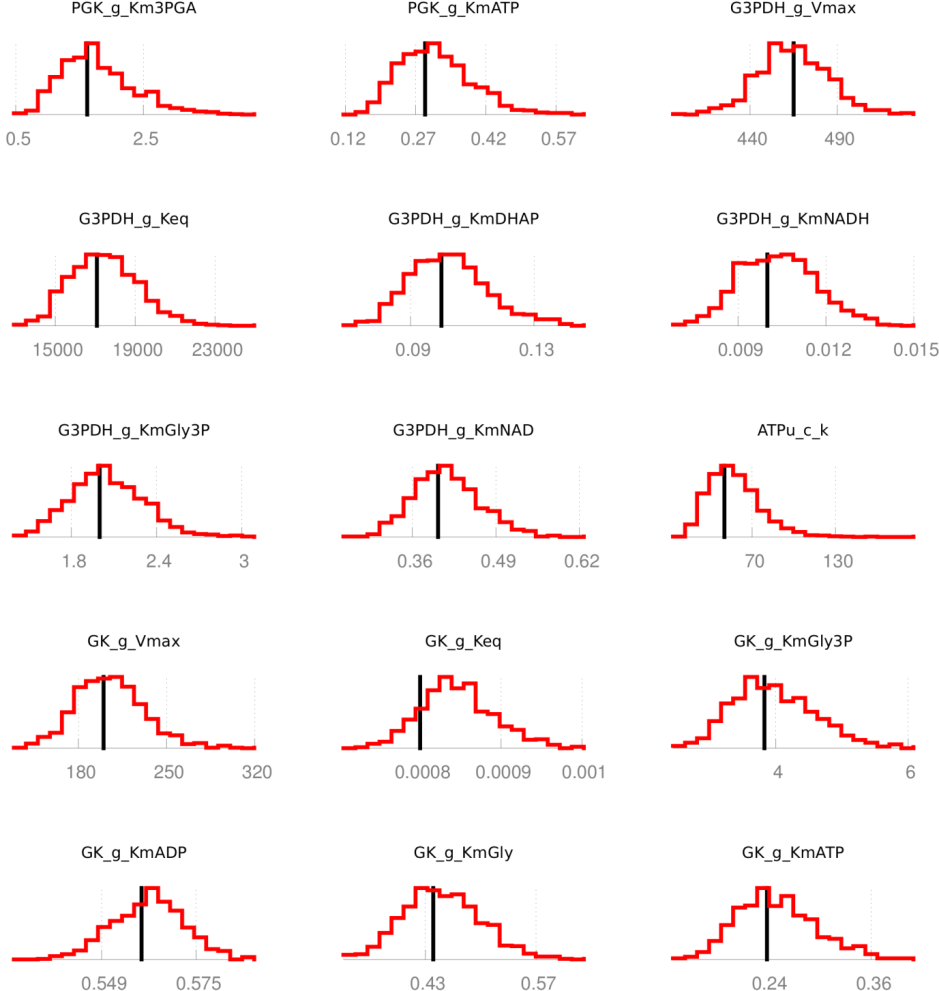 PGK_g_Km3PGA PGK_g_KmATP G3PDH_g_Vmax
0.5 2.5 0.12 0.27 0.42 0.57 440 490
G3PDH_g_Keq G3PDH_g_KmDHAP G3PDH_g_KmNADH
15000 19000 23000 0.09 0.13 0.009 0.012 0.015
G3PDH_g_KmGly3P G3PDH_g_KmNAD ATPu_c_k
1.8 2.4 3 0.36 0.49 0.62 70 130
GK_g_Vmax GK_g_Keq GK_g_KmGly3P
180 250 320 0.0008 0.0009 0.001 4 6
GK_g_KmADP GK_g_KmGly GK_g_KmATP
0.549 0.575 0.43 0.57 0.24 0.36